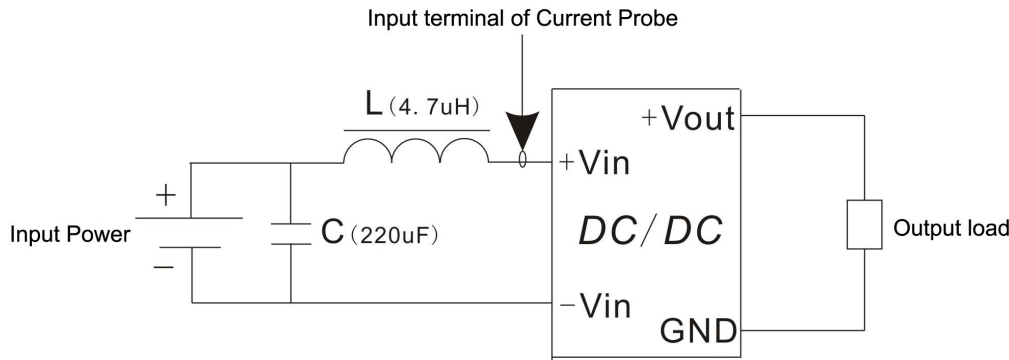 Input terminal of Current Probe
L(4.7uH)
+Vout
+Vin
+
Input Power
C(220uF)
DC/DC
Output load
−
−Vin
GND